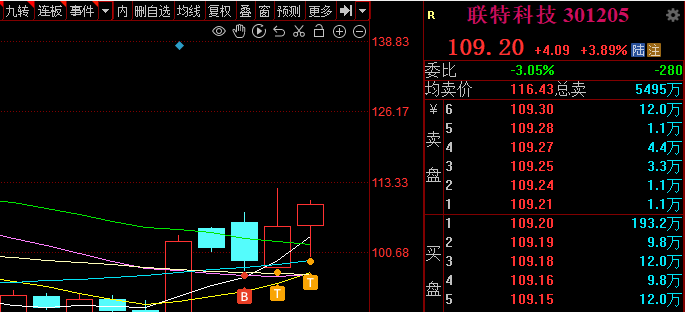 九转 连板 事件 内 删自选 均线 复权 叠 窗 预测 更多
138.83
126.17
113.33
100.68
B T T
R 联特科技 301205
109.20 +4.09 +3.89% 陆 注
委比 -3.05% -280
均卖价 116.43 总卖 5495万
￥ 6 109.30 12.0万
5 109.28 1.1万
卖 4 109.27 4.4万
3 109.25 3.3万
盘 2 109.24 1.1万
1 109.21 1.1万
1 109.20 193.2万
2 109.19 9.8万
买 3 109.18 12.0万
4 109.16 9.8万
盘 5 109.15 12.0万